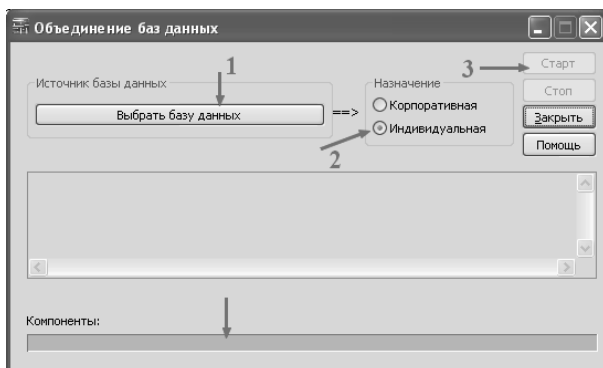 Объединение баз данных
1
3
Старт
Источник базы данных
Назначение
Стоп
Выбрать базу данных
==>
Корпоративная
Закрыть
Индивидуальная
2
Помощь
Компоненты: